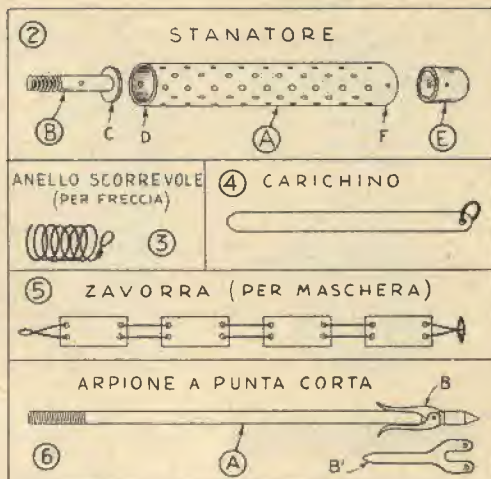 ② STANATORE
B C D A F E
ANELLO SCORREVOLE
(PER FRECCIA)
③
④ CARICHINO
⑤ ZAVORRA (PER MASCHERA)
ARPIONE A PUNTA CORTA
B
A
B'
⑥